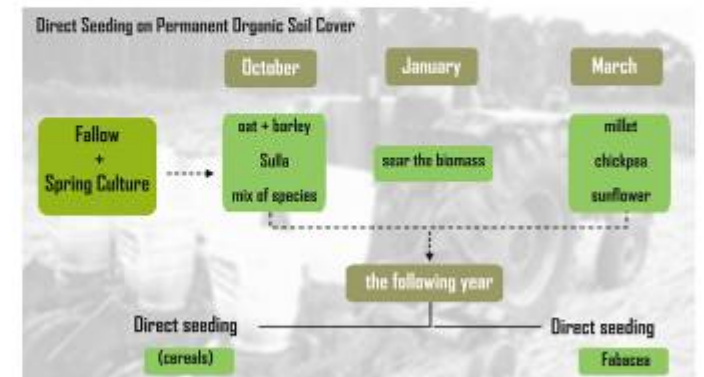 Direct Seeding on Permanent Organic Soil Cover
October
January
March
Fallow
+
Spring Culture
oat + barley
Sulla
mix of species
sear the biomass
millet
chickpea
sunflower
the following year
Direct seeding
(cereals)
Direct seeding
Fabasea